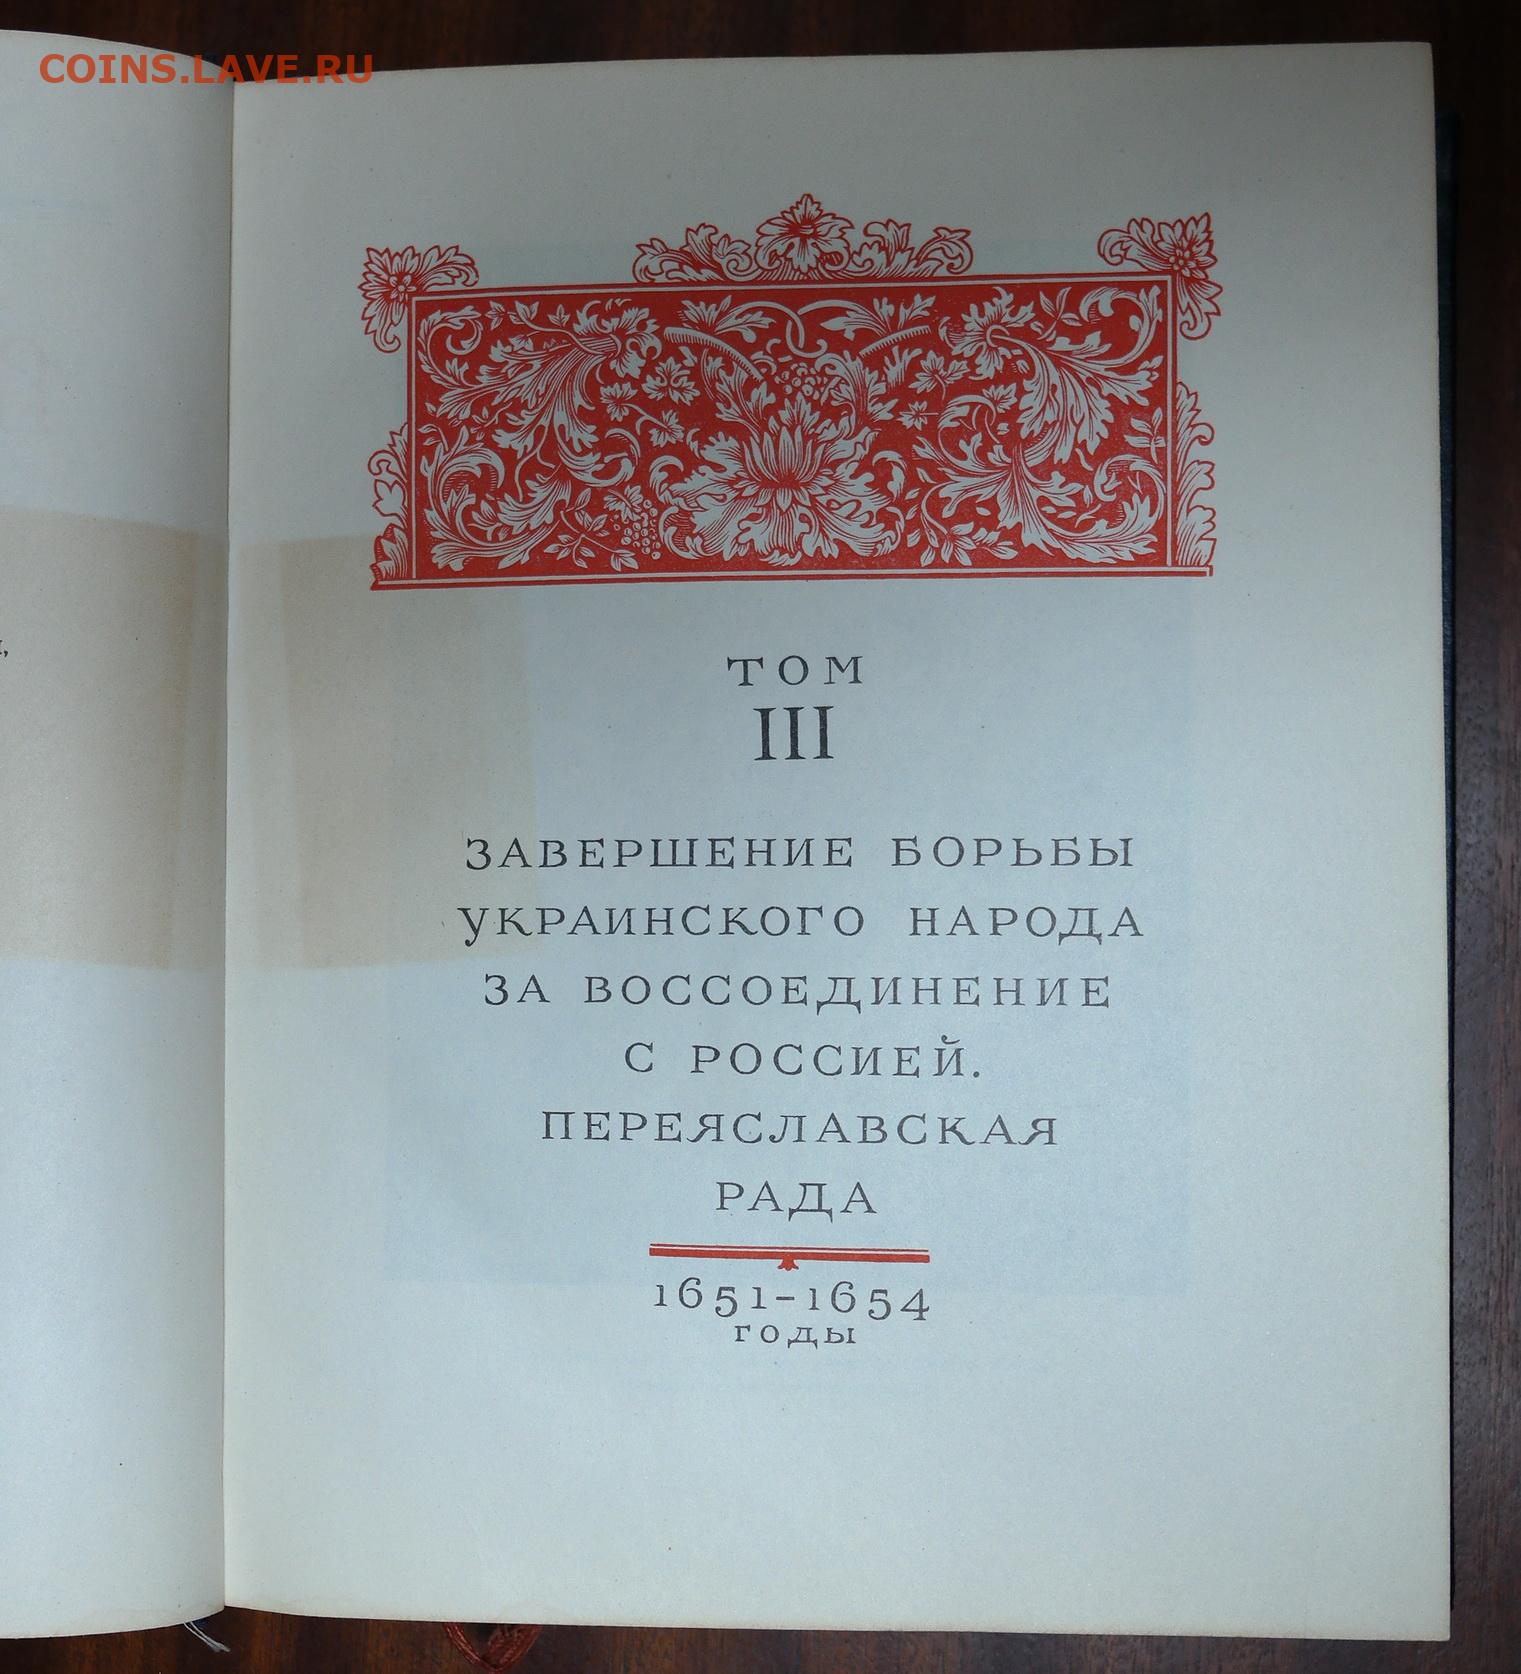 COINS.LAVE.RU
ТОМ
III
ЗАВЕРШЕНИЕ БОРЬБЫ
УКРАИНСКОГО НАРОДА
ЗА ВОССОЕДИНЕНИЕ
С РОССИЕЙ.
ПЕРЕЯСЛАВСКАЯ
РАДА
1651-1654
ГОДЫ